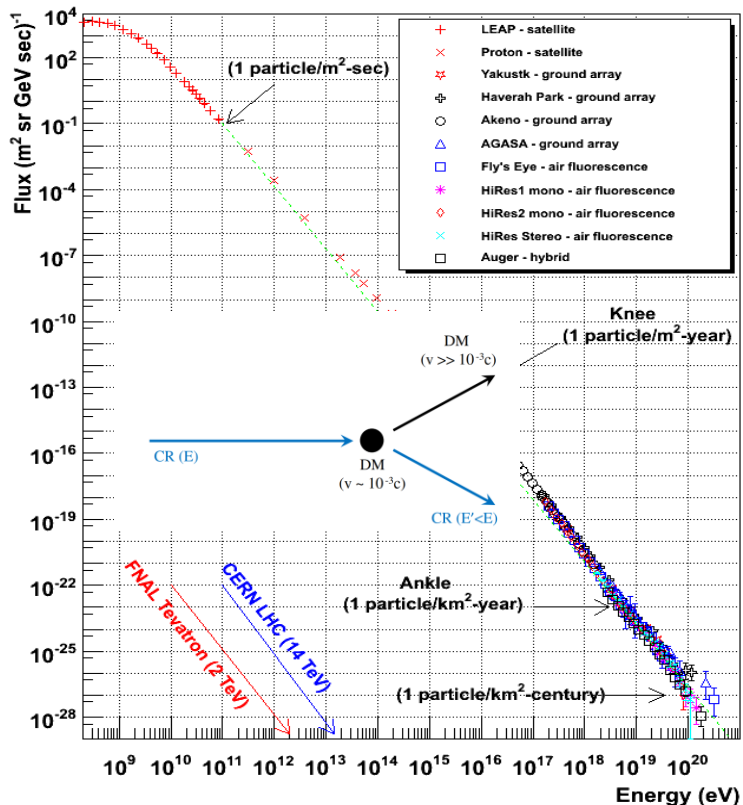 Flux (m² sr GeV sec)⁻¹
10⁴
10²
10⁻¹
10⁻⁴
10⁻⁷
10⁻¹⁰
10⁻¹³
10⁻¹⁶
10⁻¹⁹
10⁻²²
10⁻²⁵
10⁻²⁸
(1 particle/m²-sec)
LEAP - satellite
Proton - satellite
Yakustk - ground array
Haverah Park - ground array
Akeno - ground array
AGASA - ground array
Fly's Eye - air fluorescence
HiRes1 mono - air fluorescence
HiRes2 mono - air fluorescence
HiRes Stereo - air fluorescence
Auger - hybrid
Knee
(1 particle/m²-year)
DM
(v >> 10⁻³c)
CR (E)
DM
(v ~ 10⁻³c)
CR (E'<E)
FNAL Tevatron (2 TeV)
CERN LHC (14 TeV)
Ankle
(1 particle/km²-year)
(1 particle/km²-century)
10⁹ 10¹⁰ 10¹¹ 10¹² 10¹³ 10¹⁴ 10¹⁵ 10¹⁶ 10¹⁷ 10¹⁸ 10¹⁹ 10²⁰
Energy (eV)